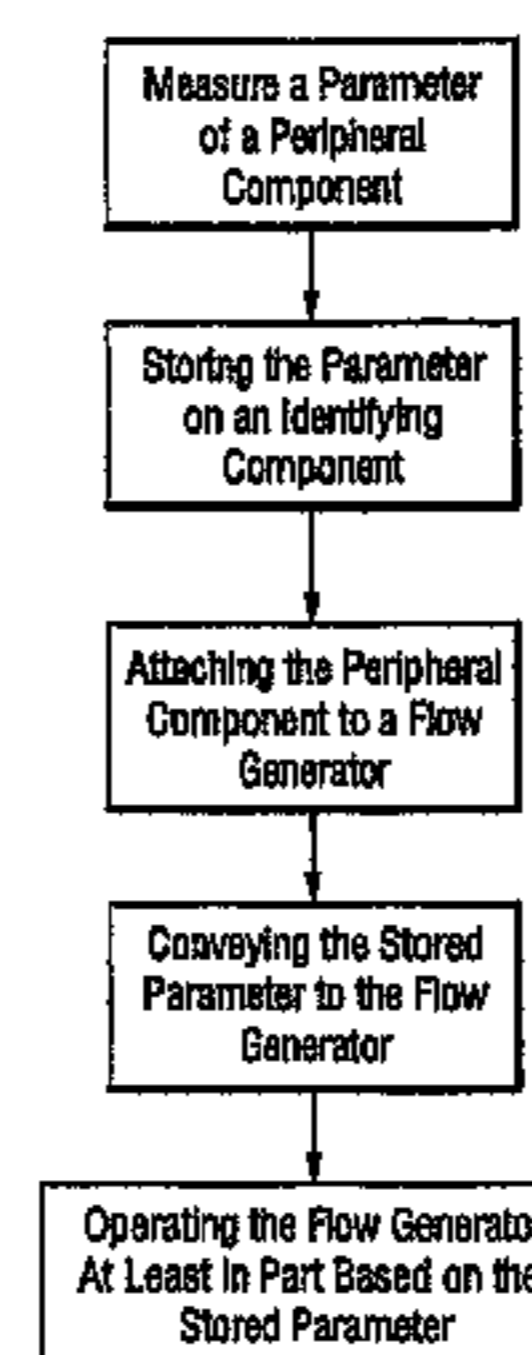 Measure a Parameter
of a Peripheral
Component
Storing the Parameter
on an Identifying
Component
Attaching the Peripheral
Component to a Flow
Generator
Conveying the Stored
Parameter to the Flow
Generator
Operating the Flow Generato
At Least in Part Based on the
Stored Parameter